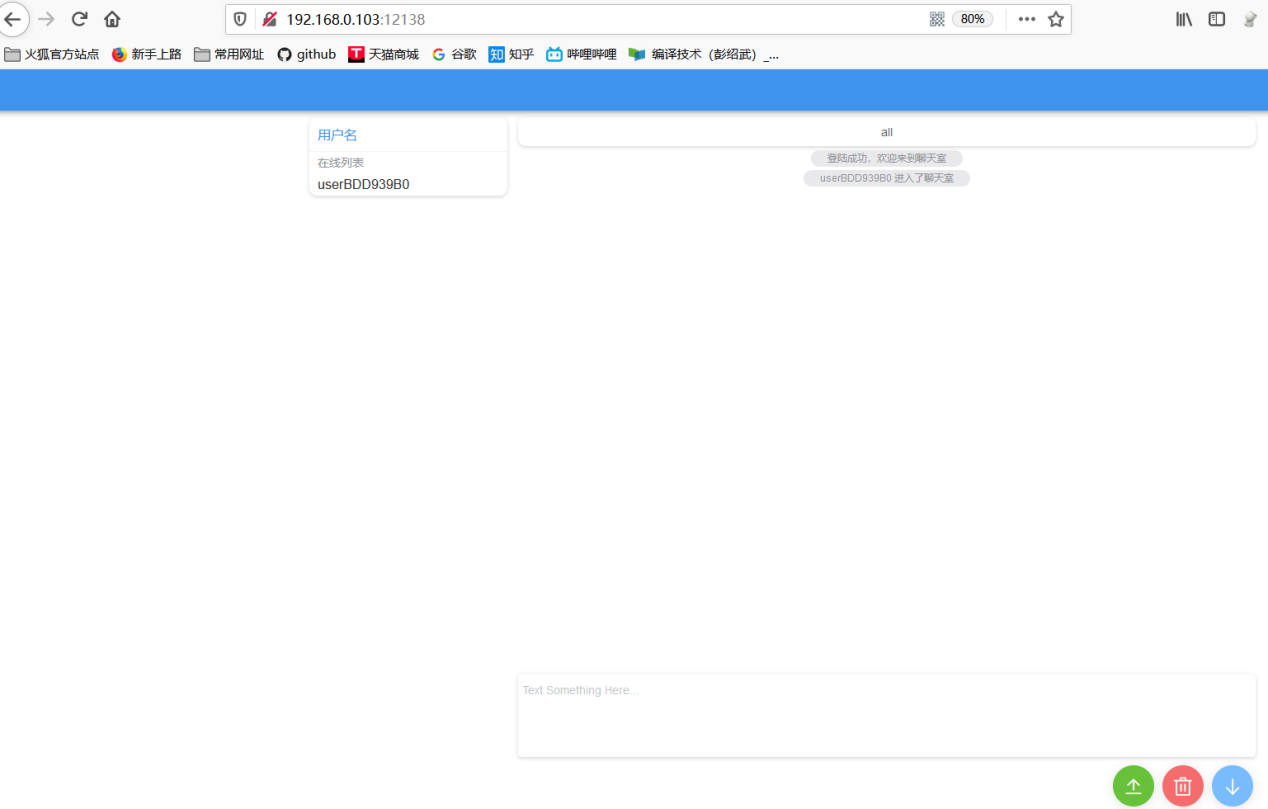 192.168.0.103:12138
80%
火狐官方站点 新手上路 常用网址 github 天猫商城 谷歌 知乎 哔哩哔哩 编译技术（彭绍武）_...
用户名
在线列表
userBDD939B0
all
登陆成功，欢迎来到聊天室
userBDD939B0 进入了聊天室
Text Something Here...